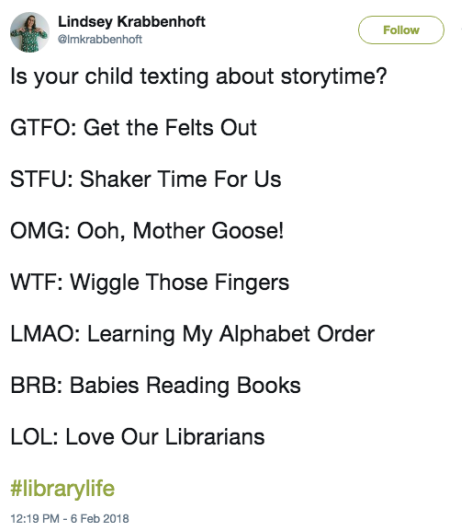 Lindsey Krabbenhoft
@lmkrabbenhoft
Follow
Is your child texting about storytime?
GTFO: Get the Felts Out
STFU: Shaker Time For Us
OMG: Ooh, Mother Goose!
WTF: Wiggle Those Fingers
LMAO: Learning My Alphabet Order
BRB: Babies Reading Books
LOL: Love Our Librarians
#librarylife
12:19 PM - 6 Feb 2018